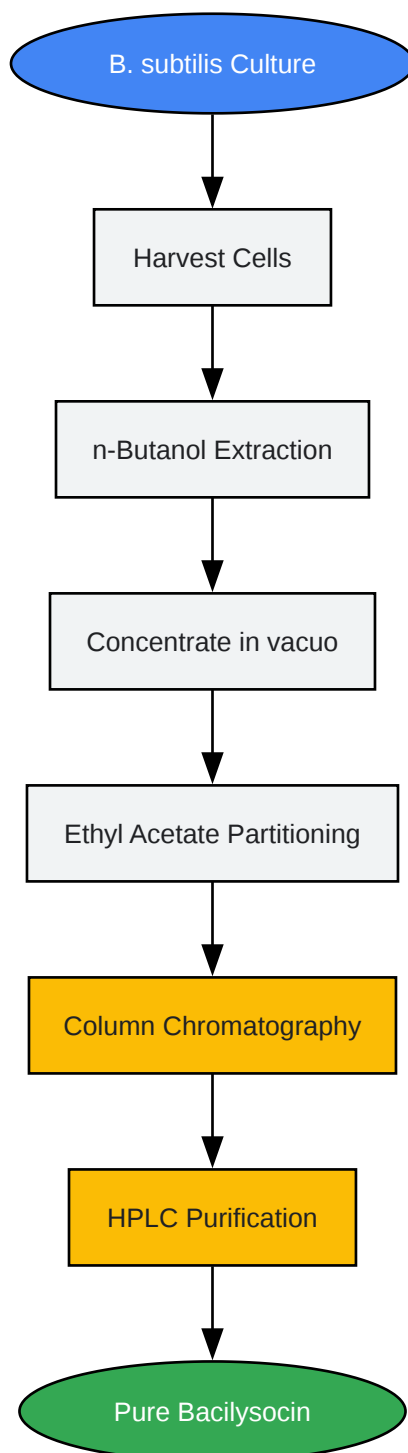 B. subtilis Culture
Harvest Cells
n-Butanol Extraction
Concentrate in vacuo
Ethyl Acetate Partitioning
Column Chromatography
HPLC Purification
Pure Bacilysocin